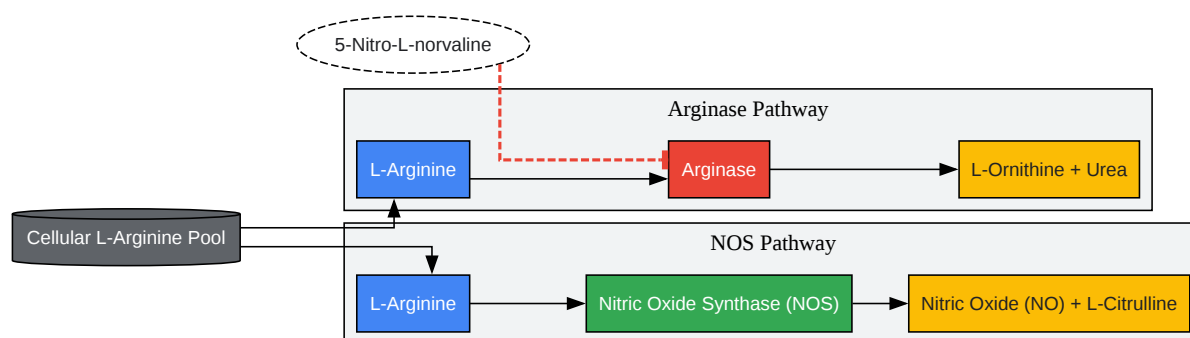 5-Nitro-L-norvaline
Arginase Pathway
L-Arginine
Arginase
L-Ornithine + Urea
Cellular L-Arginine Pool
NOS Pathway
L-Arginine
Nitric Oxide Synthase (NOS)
Nitric Oxide (NO) + L-Citrulline